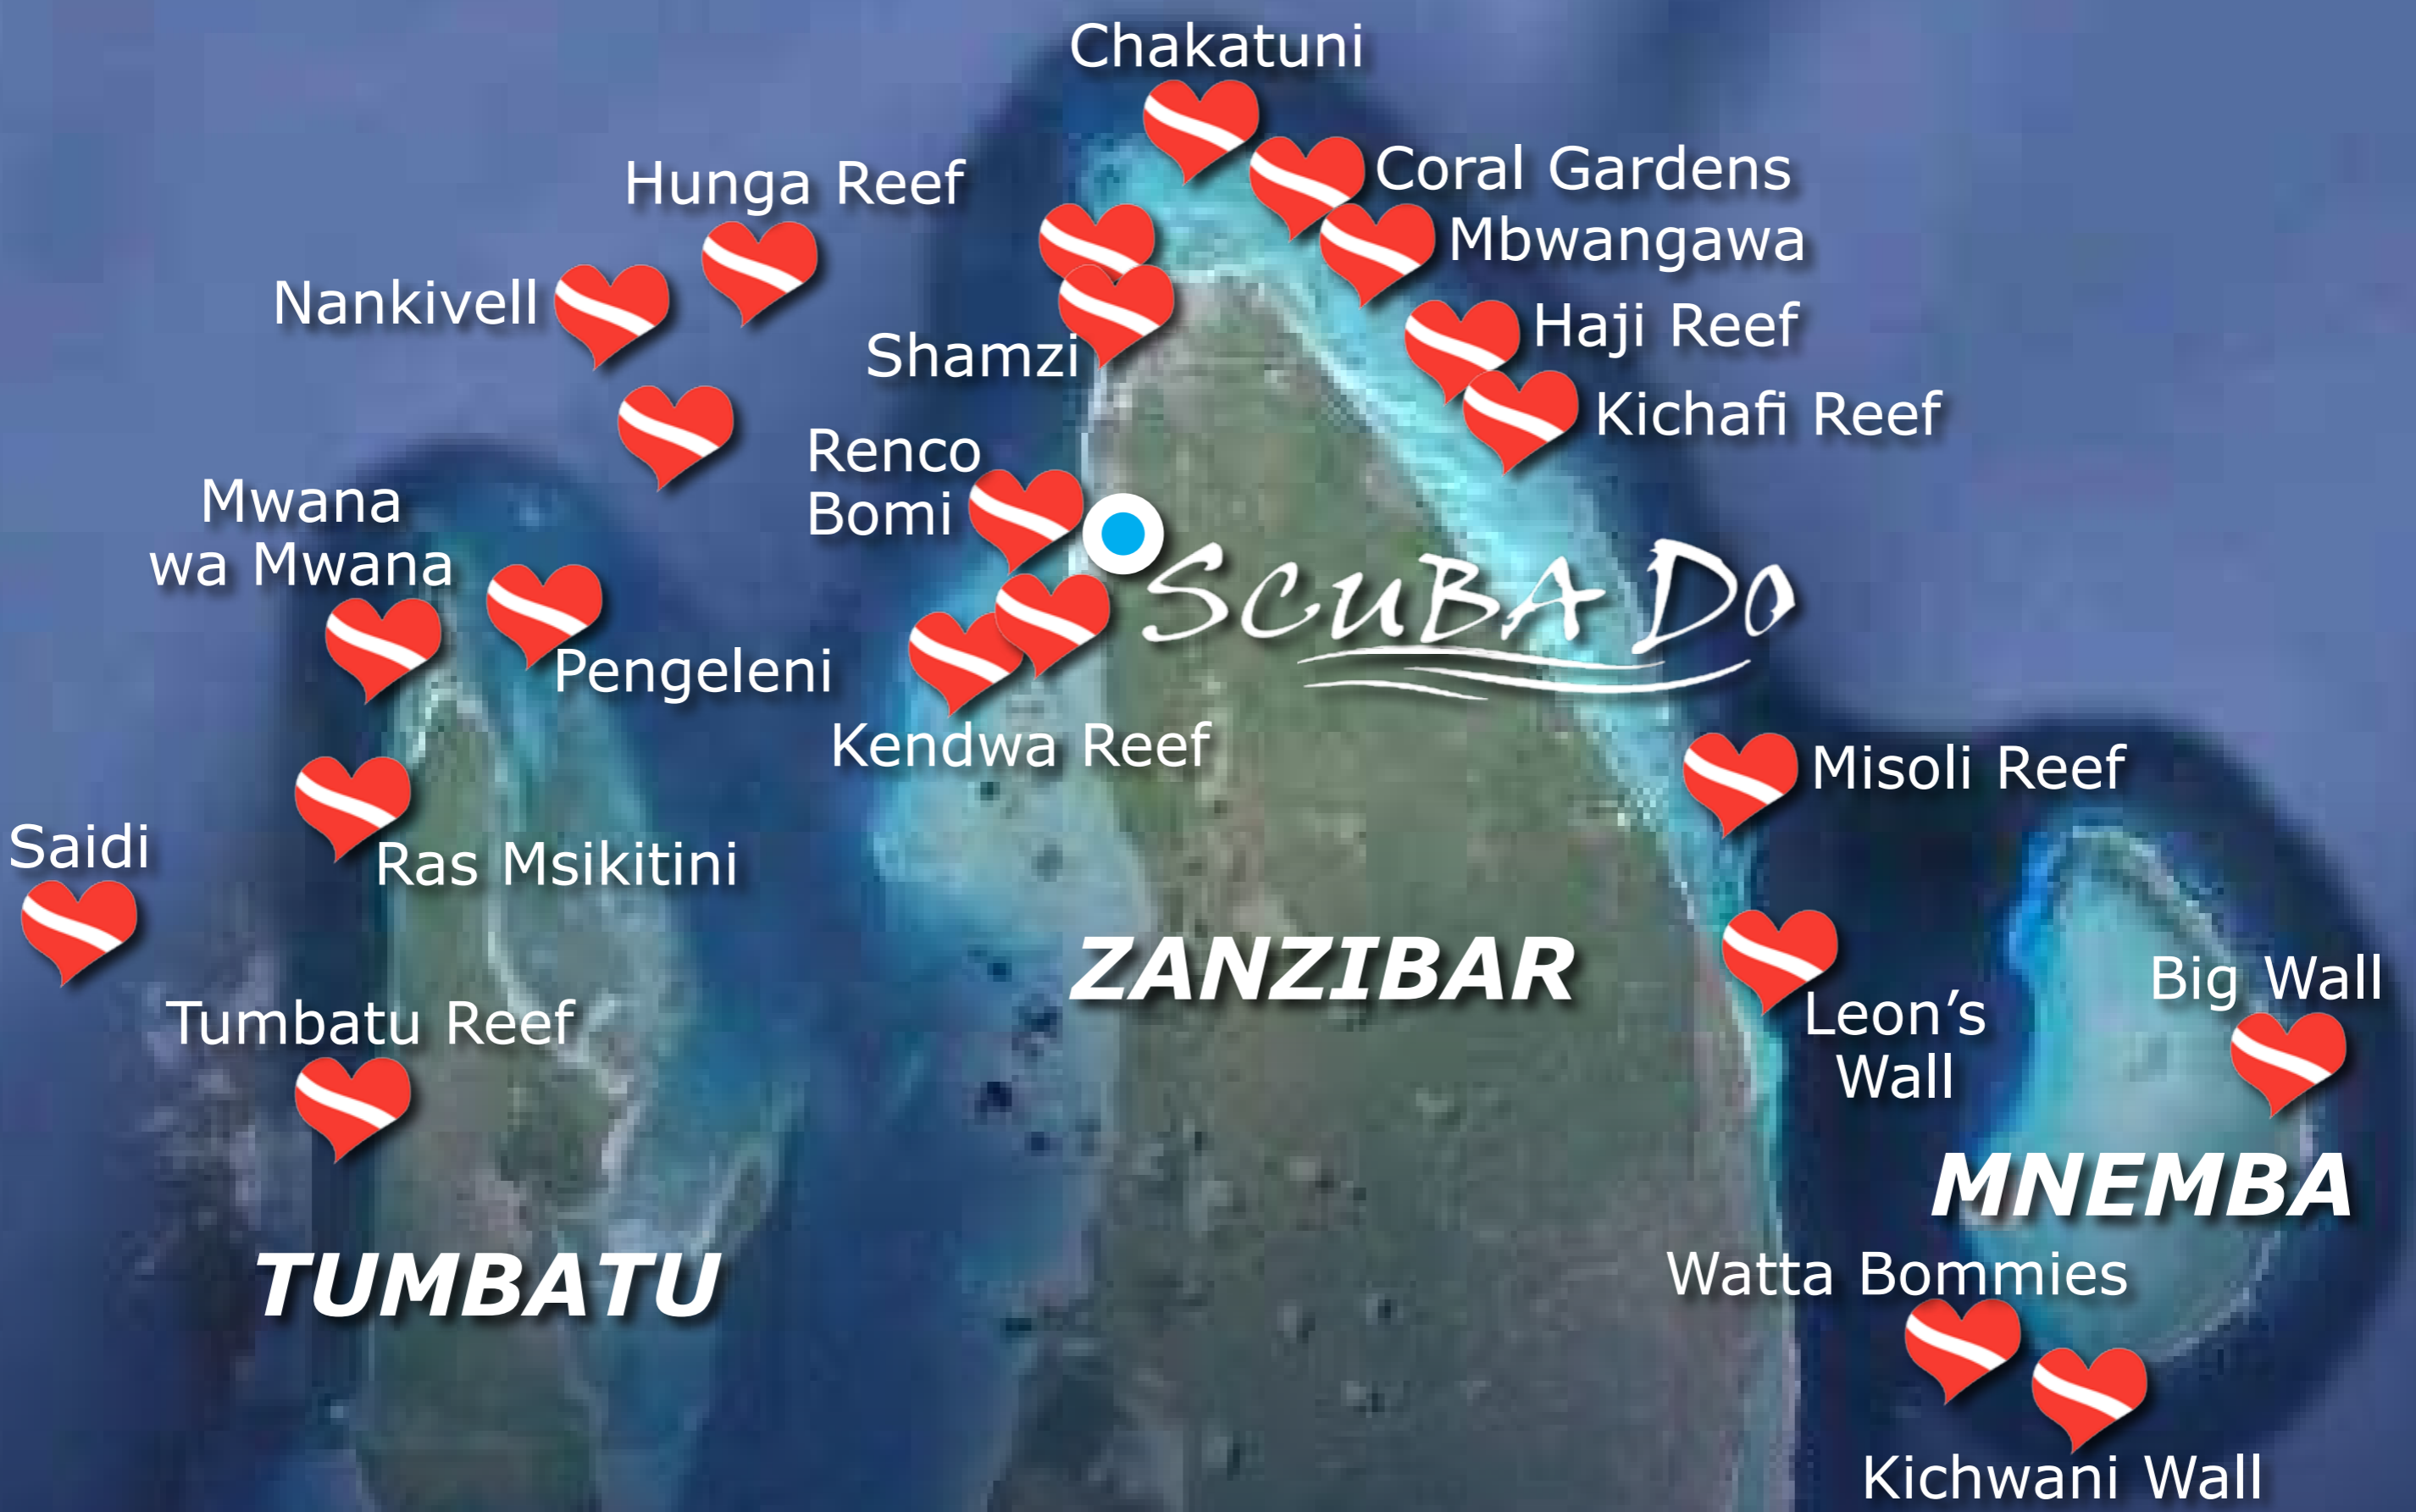 Chakatuni
Coral Gardens
Hunga Reef
Mbwangawa
Nankivell
Haji Reef
Shamzi
Kichafi Reef
Renco
Bomi
Mwana
wa Mwana
SCUBA DO
Pengeleni
Kendwa Reef
Misoli Reef
Saidi
Ras Msikitini
ZANZIBAR
Big Wall
Leon’s
Wall
Tumbatu Reef
MNEMBA
TUMBATU
Watta Bommies
Kichwani Wall